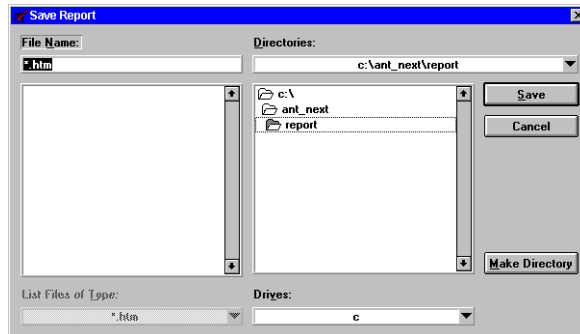 Save Report
File Name:
*.htm
Directories:
c:\ant_next\report
c:\
ant_next
report
Save
Cancel
Make Directory
List Files of Type:
*.htm
Drives:
c